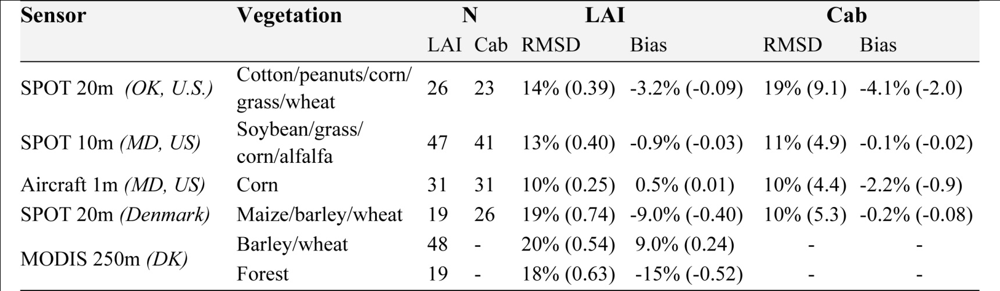 Sensor Vegetation N LAI Cab
LAI Cab RMSD Bias RMSD Bias
Cotton/peanuts/corn/
SPOT 20m (OK, U.S.) 26 23 14% (0.39) -3.2% (-0.09) 19% (9.1) -4.1% (-2.0)
grass/wheat
Soybean/grass/
SPOT 10m (MD, US) 47 41 13% (0.40) -0.9% (-0.03) 11% (4.9) -0.1% (-0.02)
corn/alfalfa
Aircraft 1m (MD, US) Corn 31 31 10% (0.25) 0.5% (0.01) 10% (4.4) -2.2% (-0.9)
SPOT 20m (Denmark) Maize/barley/wheat 19 26 19% (0.74) -9.0% (-0.40) 10% (5.3) -0.2% (-0.08)
Barley/wheat 48 - 20% (0.54) 9.0% (0.24) - -
MODIS 250m (DK)
Forest 19 - 18% (0.63) -15% (-0.52) - -